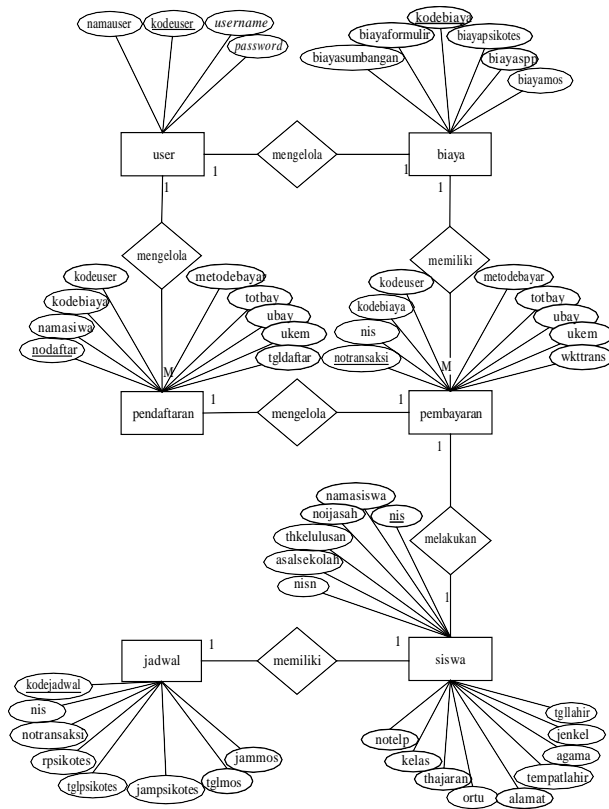 kodebiaya
namauser
kodeuser
username
biayaformulir
biayapsikotes
password
biayasumbangan
biayaspp
biayamos
user
mengelola
biaya
1
1
1
1
mengelola
memiliki
kodeuser
metodebayar
kodebiaya
totbay
namasiwa
ubay
nodaftar
ukem
tgldaftar
M
kodeuser
metodebayar
kodebiaya
totbay
nis
ubay
notransaksi
ukem
wkttrans
M
pendaftaran
1
mengelola
1
pembayaran
1
namasiswa
noijasah
nis
thkelulusan
asalsekolah
nisn
melakukan
1
jadwal
1
memiliki
1
siswa
kodejadwal
nis
notransaksi
rpsikotes
tglpsikotes
jampsikotes
tglmos
jammos
notelp
kelas
thajaran
ortu
alamat
tempatlahir
agama
jenkel
tgllahir